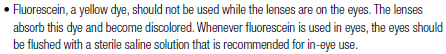 • Fluorescein, a yellow dye, should not be used while the lenses are on the eyes. The lenses
absorb this dye and become discolored. Whenever fluorescein is used in eyes, the eyes should
be flushed with a sterile saline solution that is recommended for in-eye use.